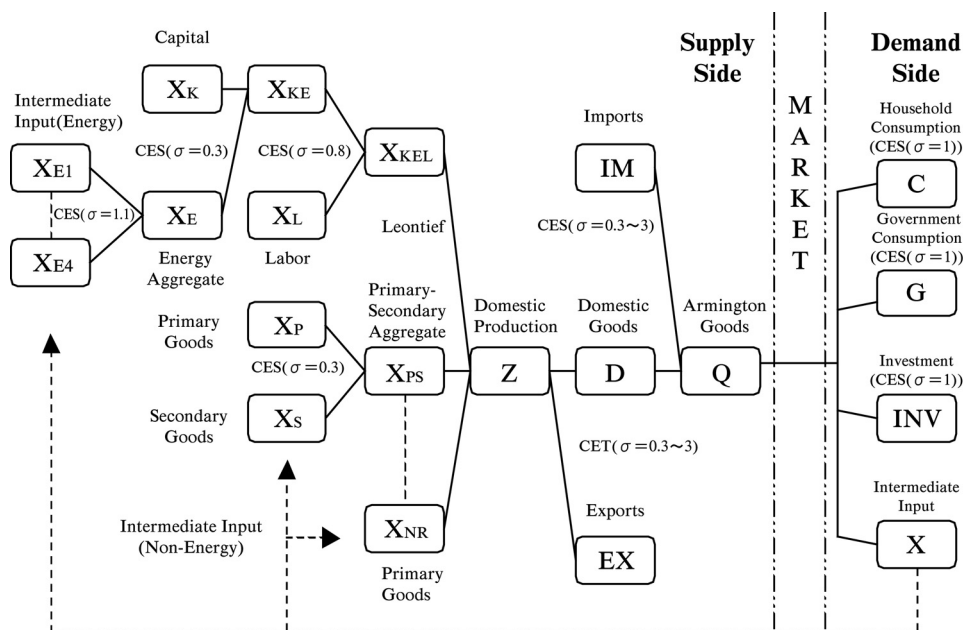 Capital
Supply
Side
Demand
Side
MARKET
Intermediate
Input(Energy)
XK
XKE
Imports
Household
Consumption
(CES(σ=1))
CES(σ=0.3)
CES(σ=0.8)
XKEL
IM
C
XE1
CES(σ=1.1)
XE
XL
Leontief
CES(σ=0.3~3)
Government
Consumption
(CES(σ=1))
XE4
Energy
Aggregate
Labor
G
Primary
Goods
XP
Primary-
Secondary
Aggregate
Domestic
Production
Domestic
Goods
Armington
Goods
CES(σ=0.3)
XPS
Z
D
Q
Investment
(CES(σ=1))
Secondary
Goods
XS
INV
CET(σ=0.3~3)
Intermediate Input
(Non-Energy)
XNR
Exports
Intermediate
Input
EX
X
Primary
Goods